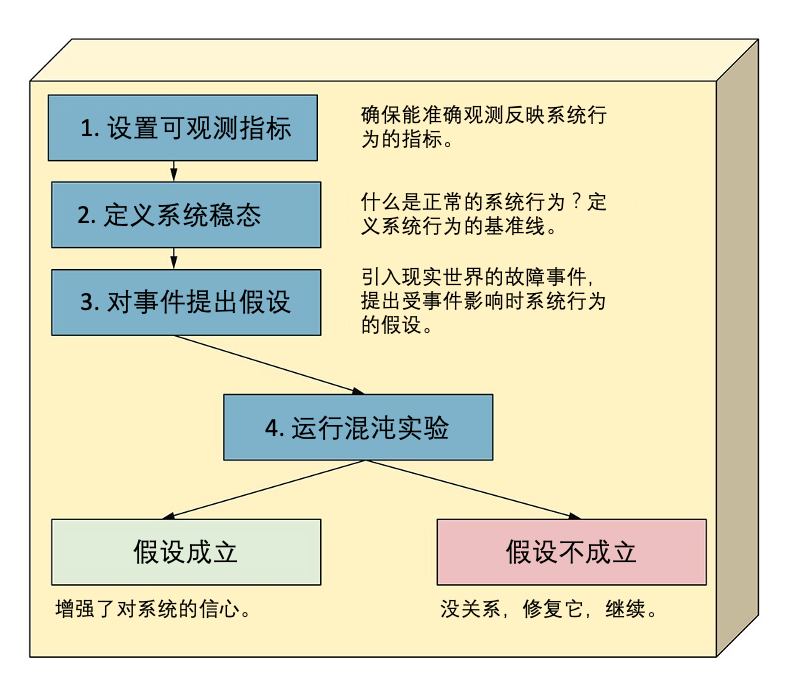 1. 设置可观测指标
确保能准确观测反映系统行
为的指标。
2. 定义系统稳态
什么是正常的系统行为？定
义系统行为的基准线。
3. 对事件提出假设
引入现实世界的故障事件，
提出受事件影响时系统行为
的假设。
4. 运行混沌实验
假设成立
假设不成立
增强了对系统的信心。
没关系，修复它，继续。